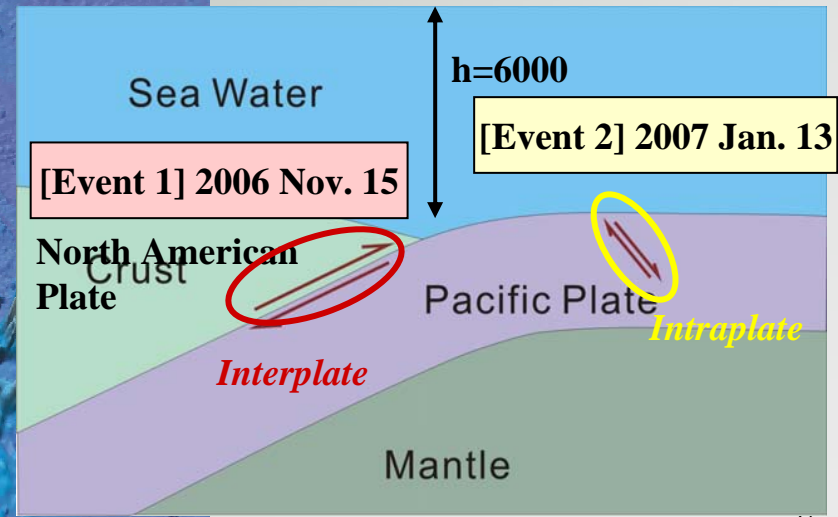 h=6000
Sea Water
[Event 2] 2007 Jan. 13
[Event 1] 2006 Nov. 15
North American
Crust
Plate
Pacific Plate
Intraplate
Interplate
Mantle